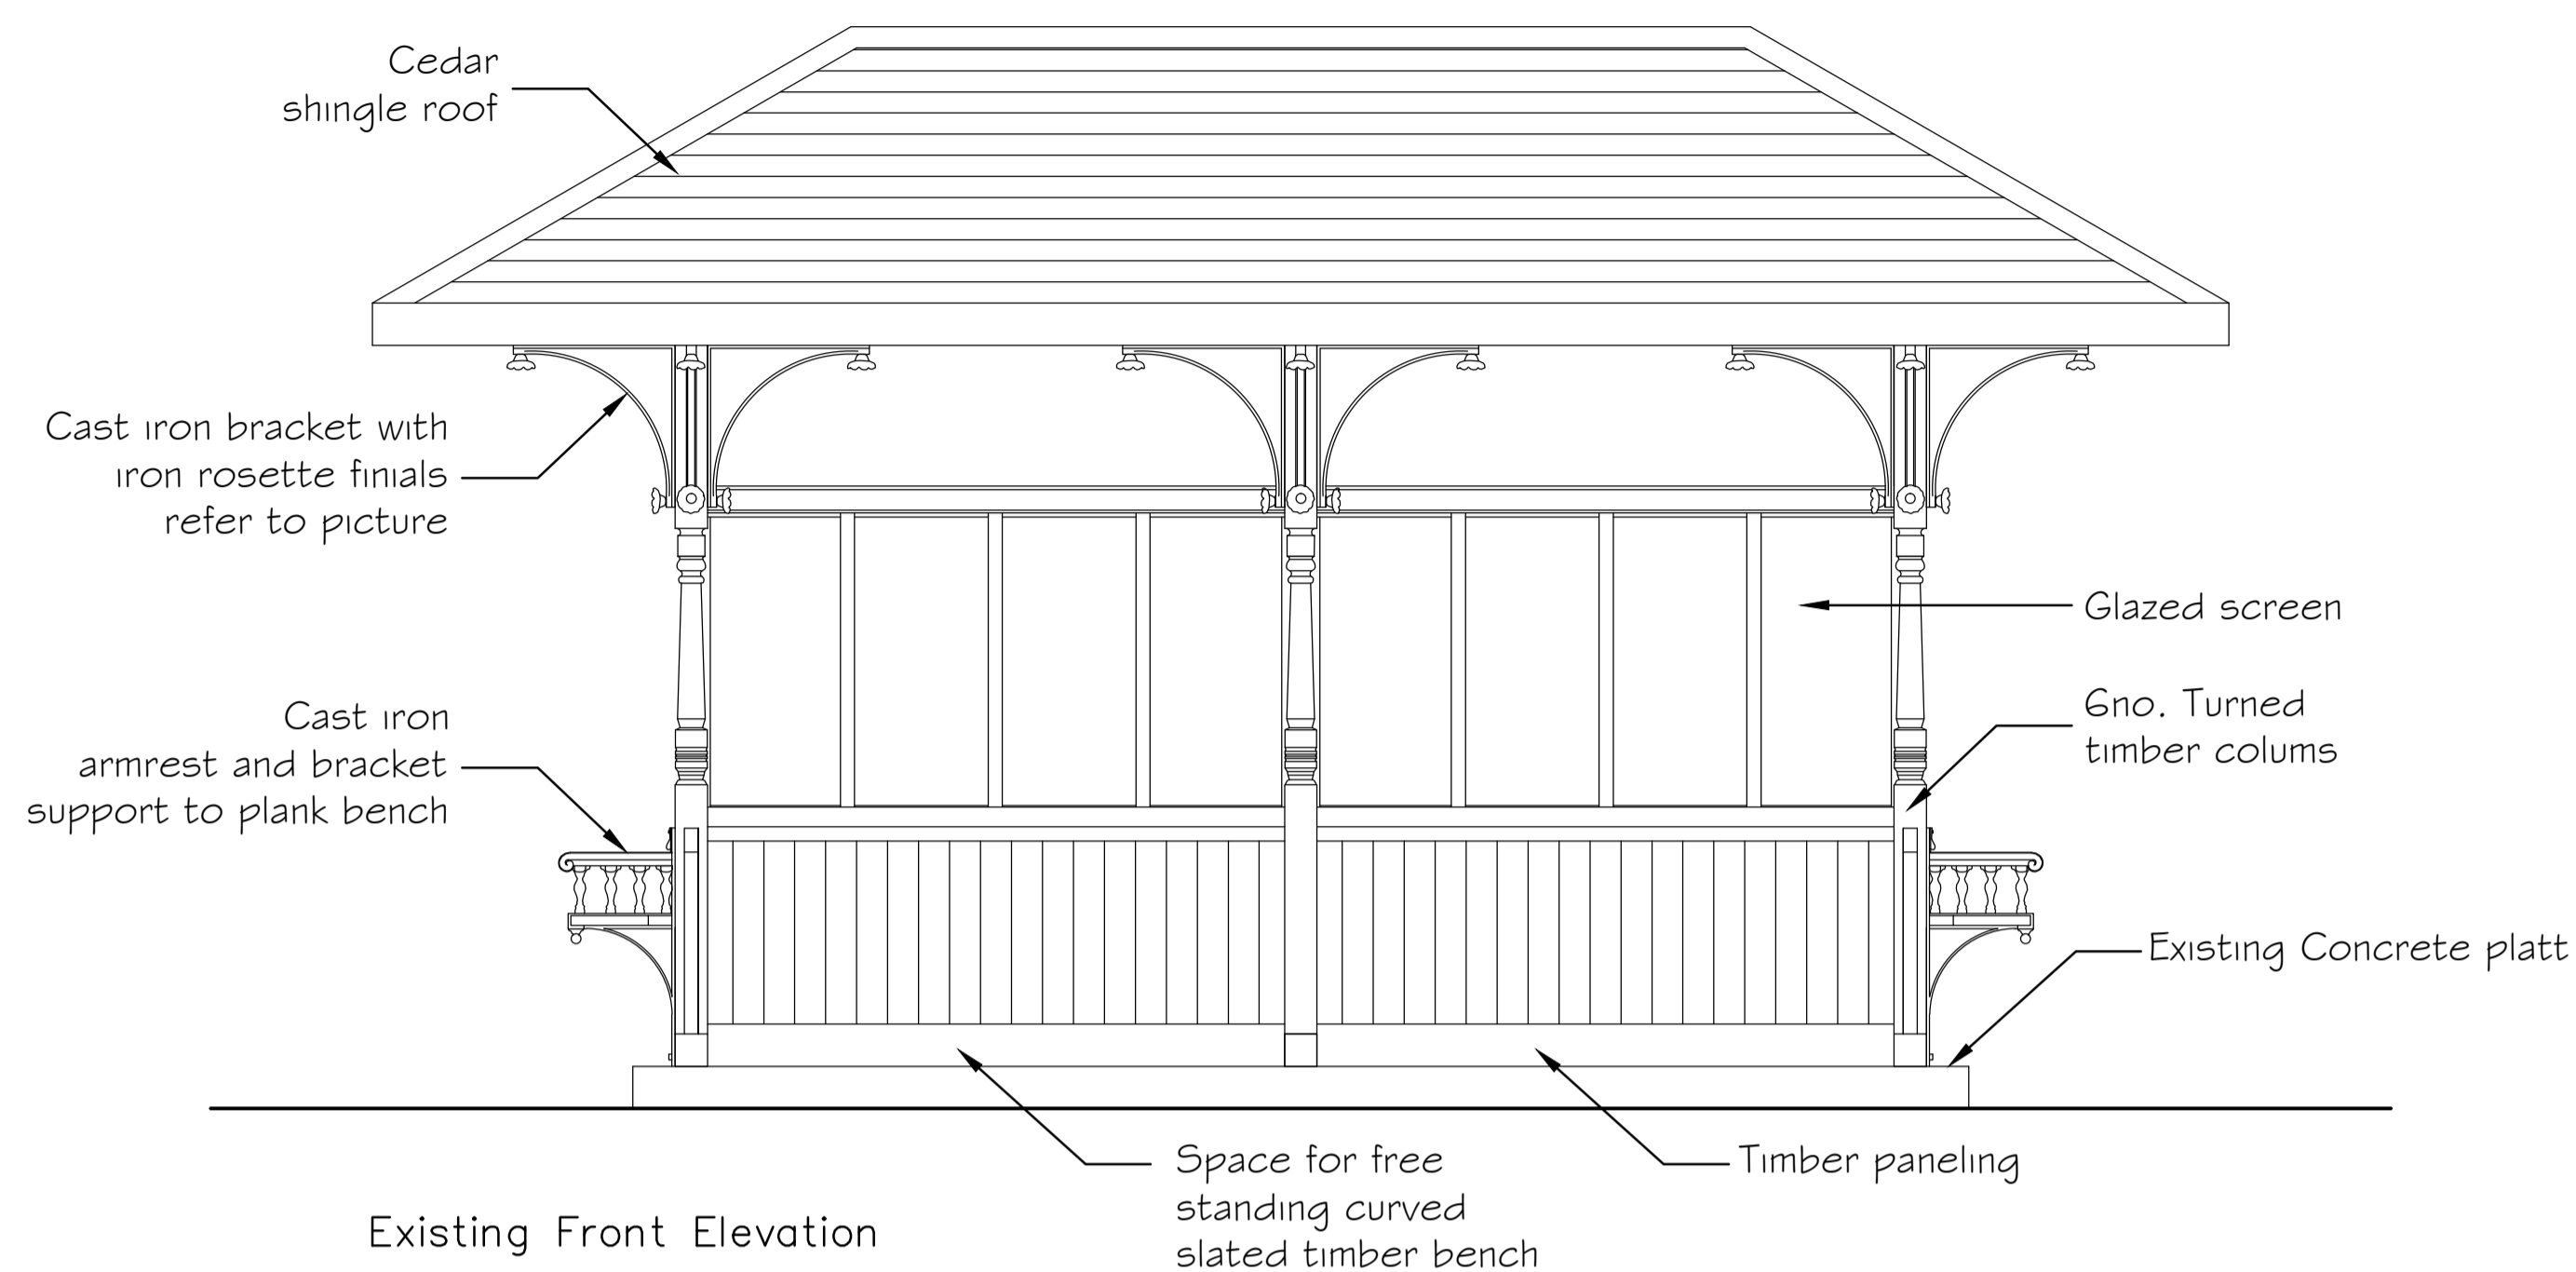 Cedar
shingle roof
Cast iron bracket with
iron rosette finials
refer to picture
Glazed screen
6no. Turned
timber colums
Cast iron
armrest and bracket
support to plank bench
Existing Concrete platt
Space for free
standing curved
slated timber bench
Timber paneling
Existing Front Elevation